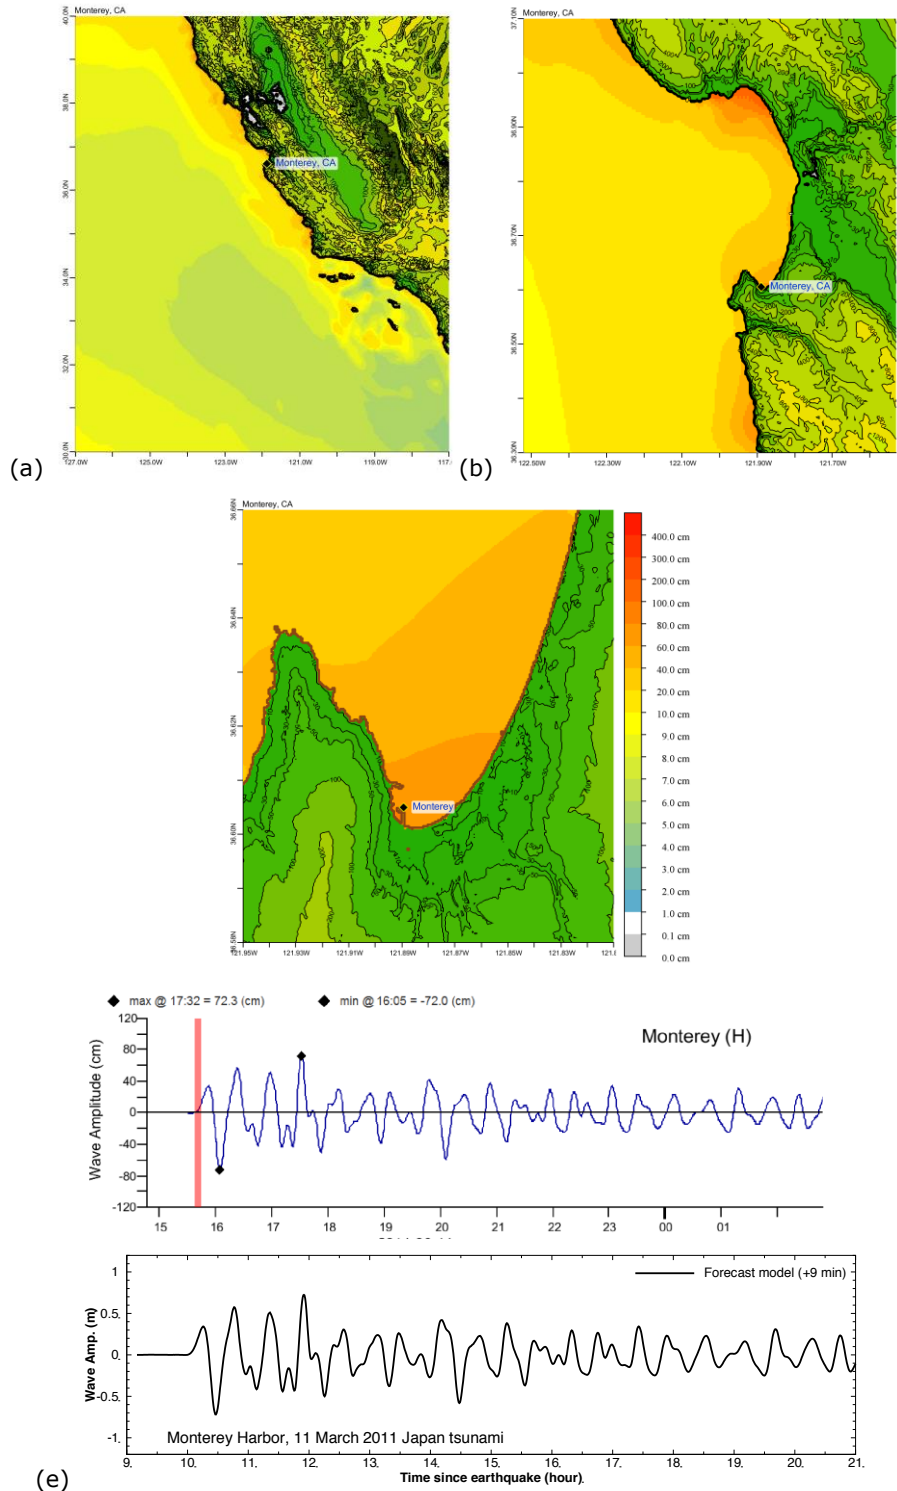 Monterey, CA
40.0N
38.0N
36.0N
34.0N
32.0N
30.0N
Monterey, CA
127.0W 125.0W 123.0W 121.0W 119.0W 117.
(a)
Monterey, CA
37.10N
36.90N
36.70N
36.50N
36.30N
Monterey, CA
122.50W 122.30W 122.10W 121.90W 121.70W
(b)
Monterey, CA
36.66N
36.64N
36.62N
36.60N
36.58N
Monterey
121.95W 121.93W 121.91W 121.89W 121.87W 121.85W 121.83W 121.8
400.0 cm
300.0 cm
200.0 cm
100.0 cm
80.0 cm
60.0 cm
40.0 cm
20.0 cm
10.0 cm
9.0 cm
8.0 cm
7.0 cm
6.0 cm
5.0 cm
4.0 cm
3.0 cm
2.0 cm
1.0 cm
0.1 cm
0.0 cm
max @ 17:32 = 72.3 (cm) min @ 16:05 = -72.0 (cm)
Monterey (H)
Wave Amplitude (cm)
120
80
40
0
-40
-80
-120
15 16 17 18 19 20 21 22 23 00 01
Forecast model (+9 min)
Wave Amp. (m)
1
0.5
0.
-0.5
-1.
Monterey Harbor, 11 March 2011 Japan tsunami
9. 10. 11. 12. 13. 14. 15. 16. 17. 18. 19. 20. 21.
Time since earthquake (hour).
(e)